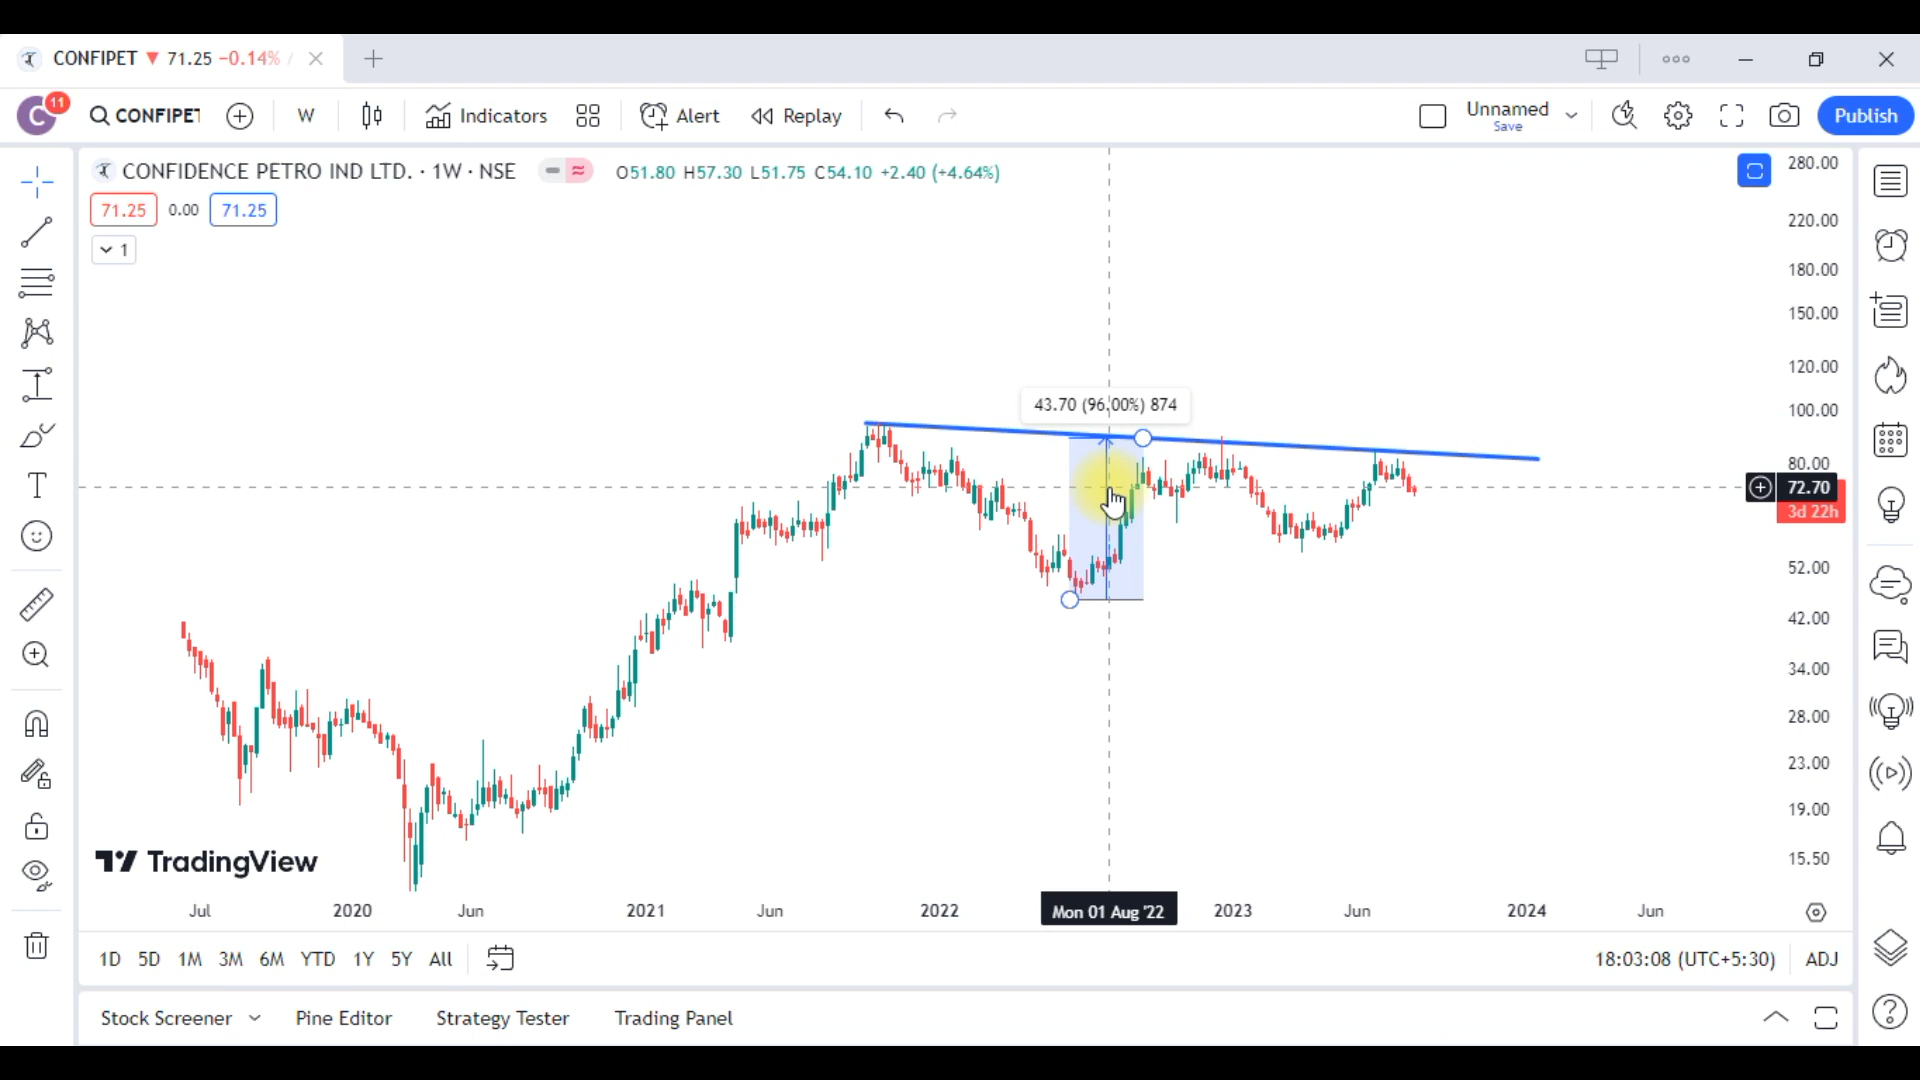 CONFIPET ▼ 71.25 −0.14% /
C 11 CONFIPET W Indicators Alert Replay Unnamed Save Publish
CONFIDENCE PETRO IND LTD. · 1W · NSE O51.80 H57.30 L51.75 C54.10 +2.40 (+4.64%)
71.25 0.00 71.25
1
280.00
220.00
180.00
150.00
120.00
43.70 (96.00%) 874
100.00
80.00
72.70
3d 22h
52.00
42.00
34.00
28.00
23.00
19.00
15.50
TradingView
Jul 2020 Jun 2021 Jun 2022 Mon 01 Aug '22 2023 Jun 2024 Jun
1D 5D 1M 3M 6M YTD 1Y 5Y All 18:03:08 (UTC+5:30) ADJ
Stock Screener Pine Editor Strategy Tester Trading Panel